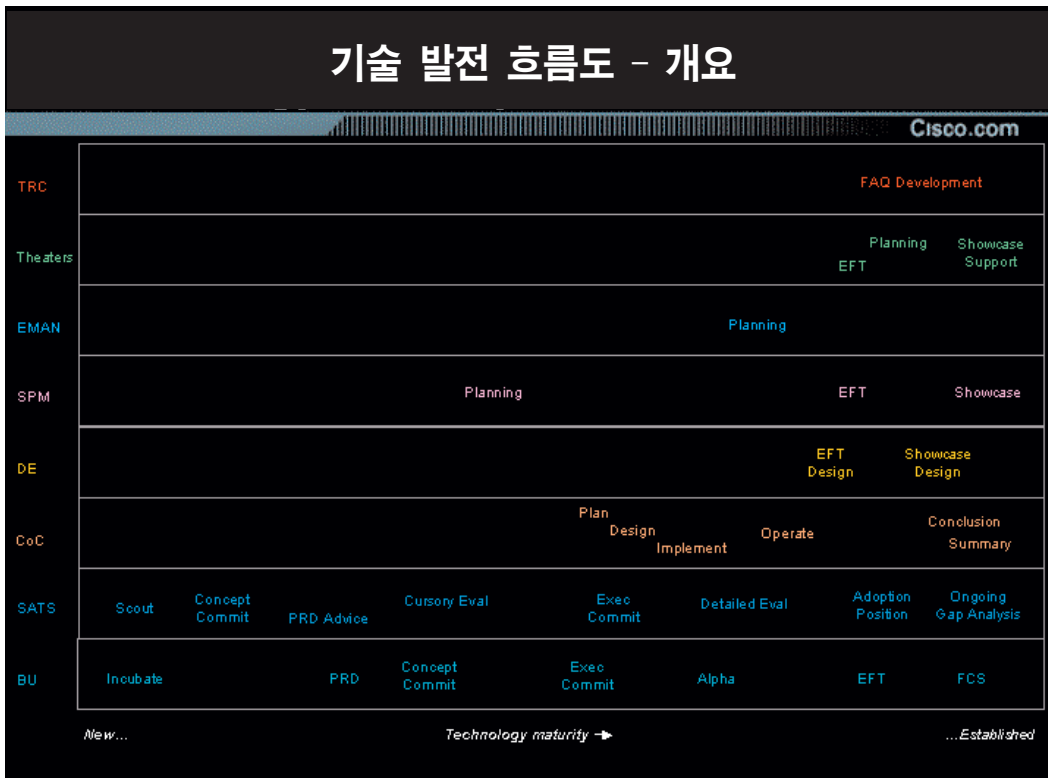 기술 발전 흐름도 - 개요
Cisco.com
TRC
FAQ Development
Theaters
EFT
Planning
Showcase
Support
EMAN
Planning
SPM
Planning
EFT
Showcase
DE
EFT
Design
Showcase
Design
CoC
Plan
Design
Implement
Operate
Conclusion
Summary
SATS
Scout
Concept
Commit
PRD Advice
Cursory Eval
Exec
Commit
Detailed Eval
Adoption
Position
Ongoing
Gap Analysis
BU
Incubate
PRD
Concept
Commit
Exec
Commit
Alpha
EFT
FCS
New...
Technology maturity
...Established